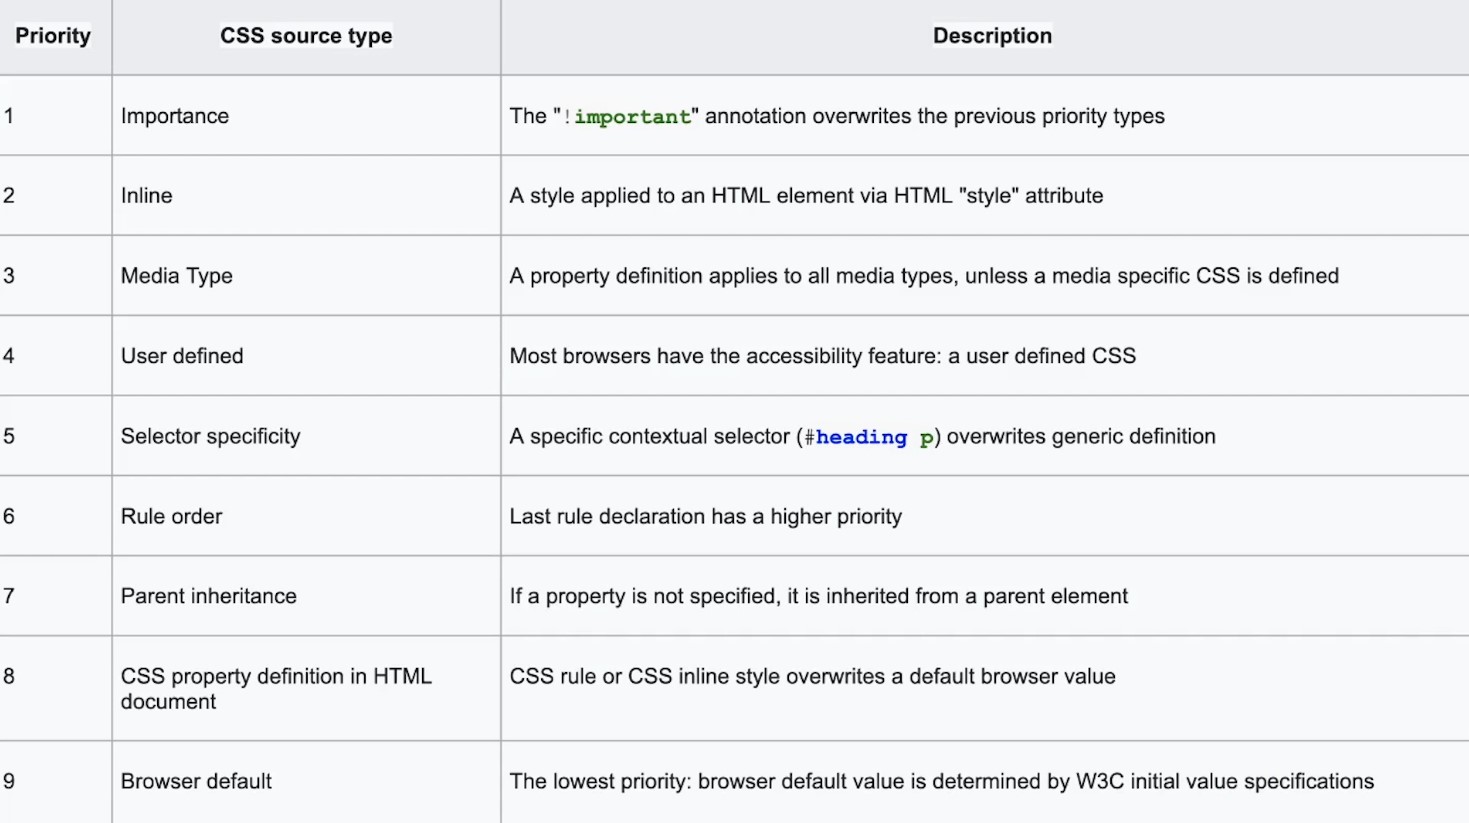 Priority CSS source type Description
1 Importance The "!important" annotation overwrites the previous priority types
2 Inline A style applied to an HTML element via HTML "style" attribute
3 Media Type A property definition applies to all media types, unless a media specific CSS is defined
4 User defined Most browsers have the accessibility feature: a user defined CSS
5 Selector specificity A specific contextual selector (#heading p) overwrites generic definition
6 Rule order Last rule declaration has a higher priority
7 Parent inheritance If a property is not specified, it is inherited from a parent element
8 CSS property definition in HTML CSS rule or CSS inline style overwrites a default browser value
document
9 Browser default The lowest priority: browser default value is determined by W3C initial value specifications